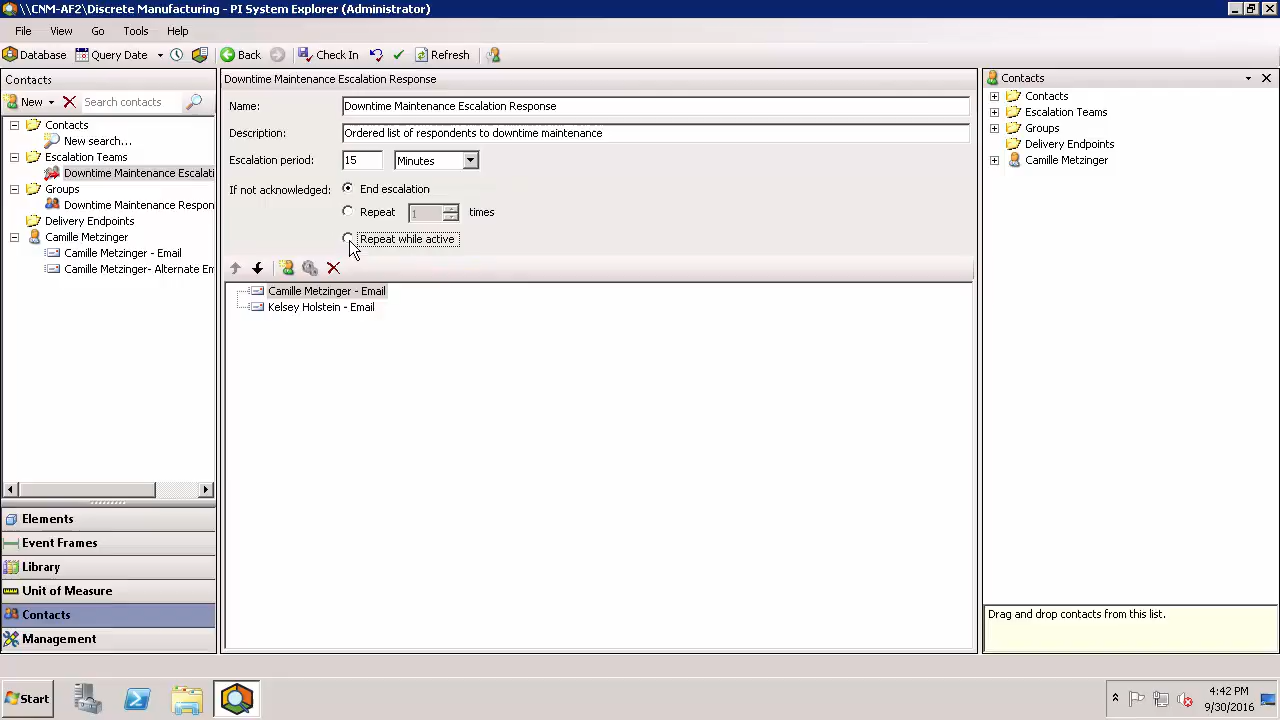 \\CNM-AF2\Discrete Manufacturing - PI System Explorer (Administrator)
File View Go Tools Help
Database Query Date Back Check In Refresh
Contacts
New Search contacts
Contacts
New search...
Escalation Teams
Downtime Maintenance Escalati
Groups
Downtime Maintenance Respon
Delivery Endpoints
Camille Metzinger
Camille Metzinger - Email
Camille Metzinger- Alternate Em
Elements
Event Frames
Library
Unit of Measure
Contacts
Management
Downtime Maintenance Escalation Response
Name: Downtime Maintenance Escalation Response
Description: Ordered list of respondents to downtime maintenance
Escalation period: 15 Minutes
If not acknowledged: End escalation
Repeat 1 times
Repeat while active
Camille Metzinger - Email
Kelsey Holstein - Email
Contacts
Contacts
Escalation Teams
Groups
Delivery Endpoints
Camille Metzinger
Drag and drop contacts from this list.
Start
4:42 PM
9/30/2016